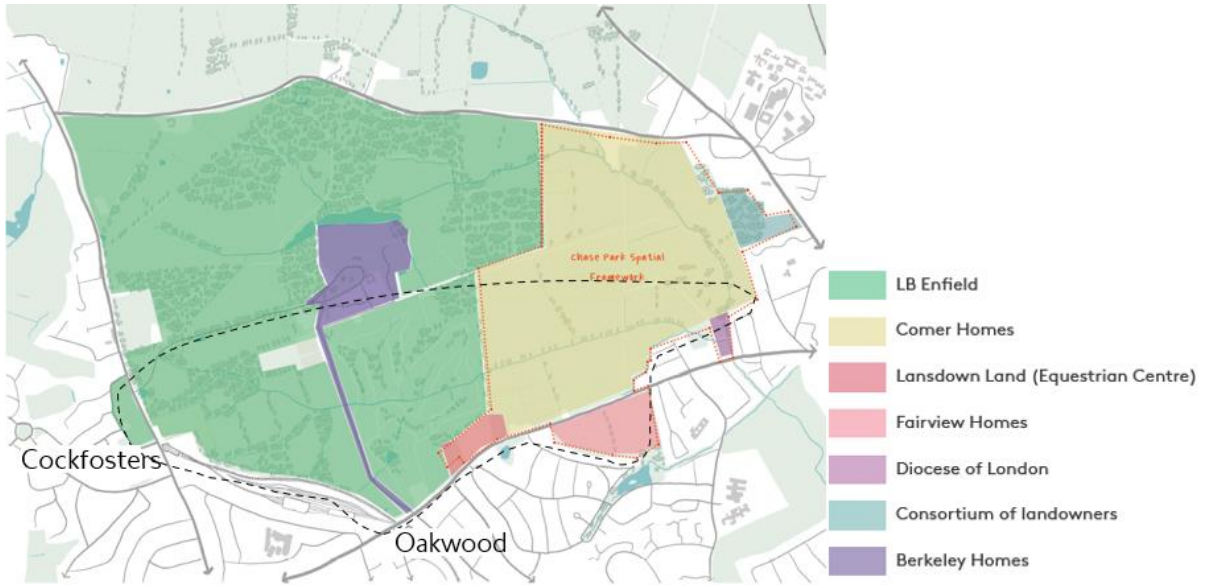 Chase Park Spatial
Framework
Cockfosters
Oakwood
LB Enfield
Comer Homes
Lansdown Land (Equestrian Centre)
Fairview Homes
Diocese of London
Consortium of landowners
Berkeley Homes